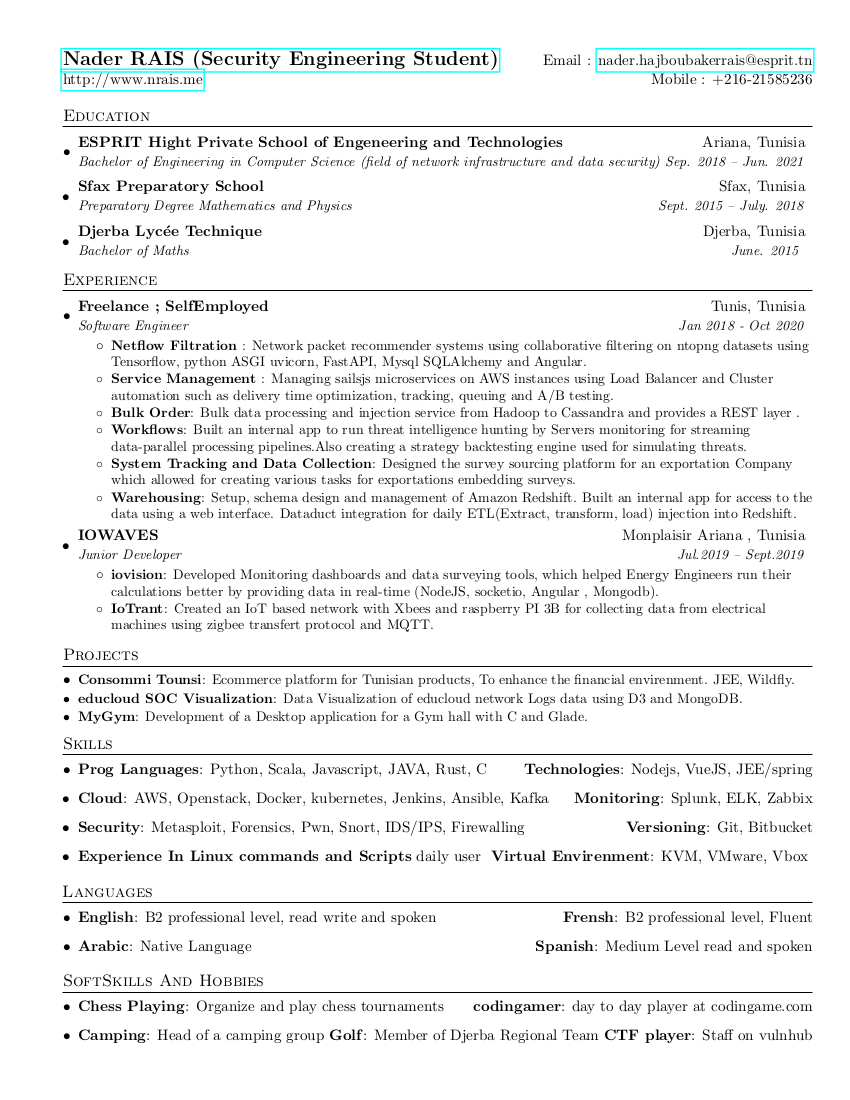 Nader RAIS (Security Engineering Student) Email : nader.hajboubakerrais@esprit.tn
http://www.nrais.me Mobile : +216-21585236
Education
• ESPRIT Hight Private School of Engeneering and Technologies Ariana, Tunisia
Bachelor of Engineering in Computer Science (field of network infrastructure and data security) Sep. 2018 – Jun. 2021
• Sfax Preparatory School Sfax, Tunisia
Preparatory Degree Mathematics and Physics Sept. 2015 – July. 2018
• Djerba Lycée Technique Djerba, Tunisia
Bachelor of Maths June. 2015
Experience
• Freelance ; SelfEmployed Tunis, Tunisia
Software Engineer Jan 2018 - Oct 2020
◦ Netflow Filtration : Network packet recommender systems using collaborative filtering on ntopng datasets using
Tensorflow, python ASGI uvicorn, FastAPI, Mysql SQLAlchemy and Angular.
◦ Service Management : Managing sailsjs microservices on AWS instances using Load Balancer and Cluster
automation such as delivery time optimization, tracking, queuing and A/B testing.
◦ Bulk Order: Bulk data processing and injection service from Hadoop to Cassandra and provides a REST layer .
◦ Workflows: Built an internal app to run threat intelligence hunting by Servers monitoring for streaming
data-parallel processing pipelines.Also creating a strategy backtesting engine used for simulating threats.
◦ System Tracking and Data Collection: Designed the survey sourcing platform for an exportation Company
which allowed for creating various tasks for exportations embedding surveys.
◦ Warehousing: Setup, schema design and management of Amazon Redshift. Built an internal app for access to the
data using a web interface. Dataduct integration for daily ETL(Extract, transform, load) injection into Redshift.
• IOWAVES Monplaisir Ariana , Tunisia
Junior Developer Jul.2019 – Sept.2019
◦ iovision: Developed Monitoring dashboards and data surveying tools, which helped Energy Engineers run their
calculations better by providing data in real-time (NodeJS, socketio, Angular , Mongodb).
◦ IoTrant: Created an IoT based network with Xbees and raspberry PI 3B for collecting data from electrical
machines using zigbee transfert protocol and MQTT.
Projects
• Consommi Tounsi: Ecommerce platform for Tunisian products, To enhance the financial envirenment. JEE, Wildfly.
• educloud SOC Visualization: Data Visualization of educloud network Logs data using D3 and MongoDB.
• MyGym: Development of a Desktop application for a Gym hall with C and Glade.
Skills
• Prog Languages: Python, Scala, Javascript, JAVA, Rust, C Technologies: Nodejs, VueJS, JEE/spring
• Cloud: AWS, Openstack, Docker, kubernetes, Jenkins, Ansible, Kafka Monitoring: Splunk, ELK, Zabbix
• Security: Metasploit, Forensics, Pwn, Snort, IDS/IPS, Firewalling Versioning: Git, Bitbucket
• Experience In Linux commands and Scripts daily user Virtual Envirenment: KVM, VMware, Vbox
Languages
• English: B2 professional level, read write and spoken Frensh: B2 professional level, Fluent
• Arabic: Native Language Spanish: Medium Level read and spoken
SoftSkills And Hobbies
• Chess Playing: Organize and play chess tournaments codingamer: day to day player at codingame.com
• Camping: Head of a camping group Golf: Member of Djerba Regional Team CTF player: Staff on vulnhub